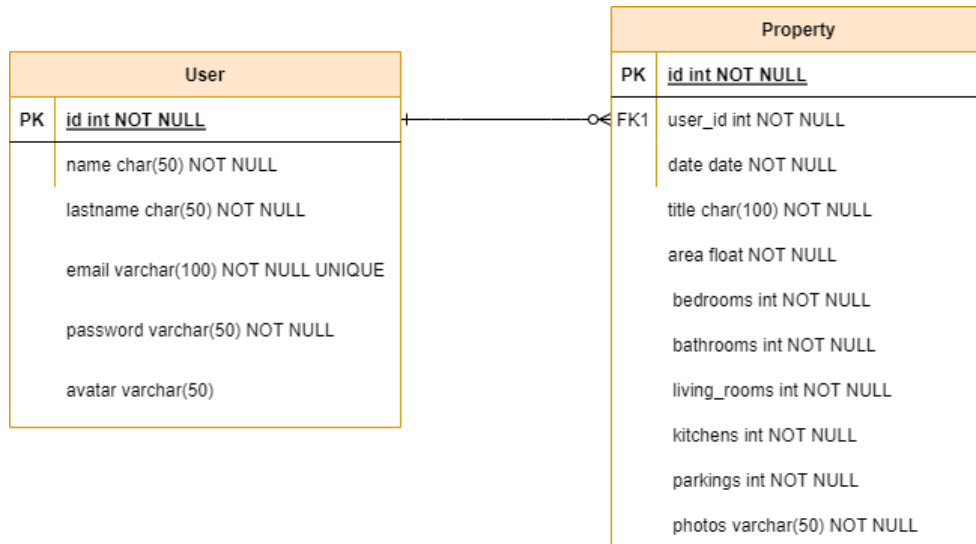 User
PK id int NOT NULL
name char(50) NOT NULL
lastname char(50) NOT NULL
email varchar(100) NOT NULL UNIQUE
password varchar(50) NOT NULL
avatar varchar(50)
Property
PK id int NOT NULL
FK1 user_id int NOT NULL
date date NOT NULL
title char(100) NOT NULL
area float NOT NULL
bedrooms int NOT NULL
bathrooms int NOT NULL
living_rooms int NOT NULL
kitchens int NOT NULL
parkings int NOT NULL
photos varchar(50) NOT NULL